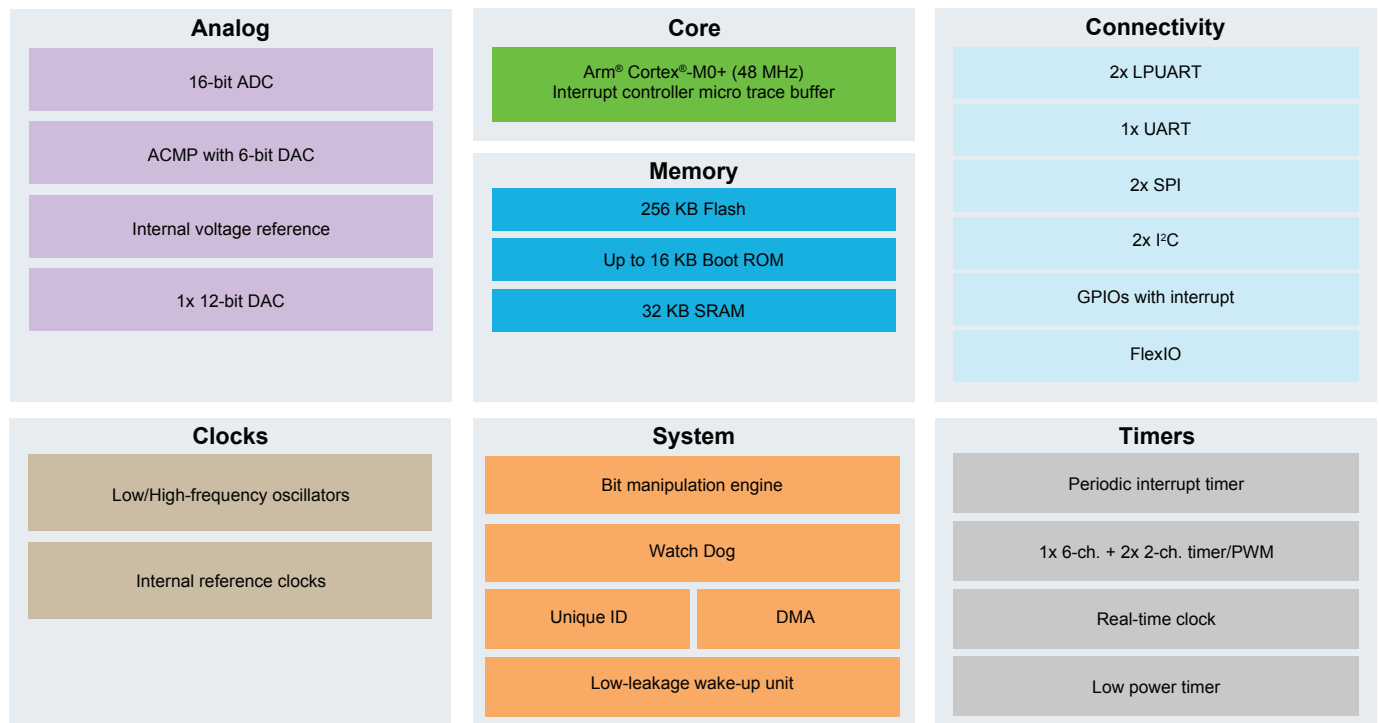 Analog
16-bit ADC
ACMP with 6-bit DAC
Internal voltage reference
1x 12-bit DAC
Core
Arm® Cortex®-M0+ (48 MHz)
Interrupt controller micro trace buffer
Memory
256 KB Flash
Up to 16 KB Boot ROM
32 KB SRAM
Connectivity
2x LPUART
1x UART
2x SPI
2x I²C
GPIOs with interrupt
FlexIO
Clocks
Low/High-frequency oscillators
Internal reference clocks
System
Bit manipulation engine
Watch Dog
Unique ID
DMA
Low-leakage wake-up unit
Timers
Periodic interrupt timer
1x 6-ch. + 2x 2-ch. timer/PWM
Real-time clock
Low power timer